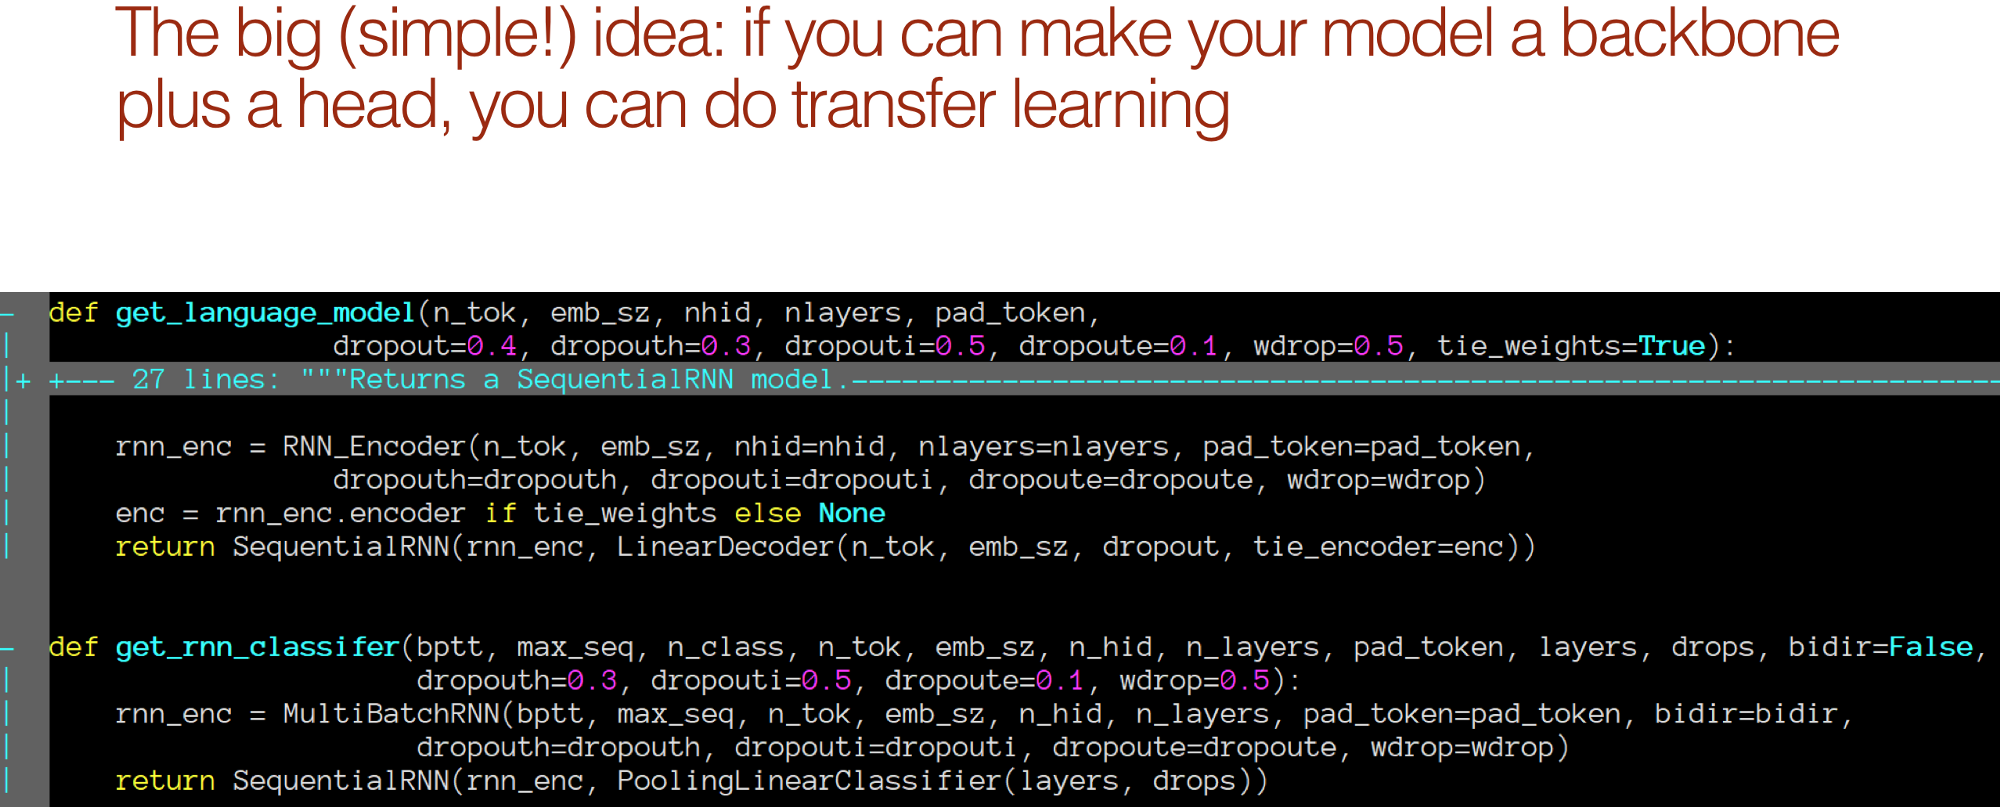 The big (simple!) idea: if you can make your model a backbone
plus a head, you can do transfer learning
def get_language_model(n_tok, emb_sz, nhid, nlayers, pad_token,
dropout=0.4, dropouth=0.3, dropouti=0.5, dropoute=0.1, wdrop=0.5, tie_weights=True):
+ +--- 27 lines: """Returns a SequentialRNN model.---------------------------------------------------------------------
rnn_enc = RNN_Encoder(n_tok, emb_sz, nhid=nhid, nlayers=nlayers, pad_token=pad_token,
dropouth=dropouth, dropouti=dropouti, dropoute=dropoute, wdrop=wdrop)
enc = rnn_enc.encoder if tie_weights else None
return SequentialRNN(rnn_enc, LinearDecoder(n_tok, emb_sz, dropout, tie_encoder=enc))
def get_rnn_classifer(bptt, max_seq, n_class, n_tok, emb_sz, n_hid, n_layers, pad_token, layers, drops, bidir=False,
dropouth=0.3, dropouti=0.5, dropoute=0.1, wdrop=0.5):
rnn_enc = MultiBatchRNN(bptt, max_seq, n_tok, emb_sz, n_hid, n_layers, pad_token=pad_token, bidir=bidir,
dropouth=dropouth, dropouti=dropouti, dropoute=dropoute, wdrop=wdrop)
return SequentialRNN(rnn_enc, PoolingLinearClassifier(layers, drops))